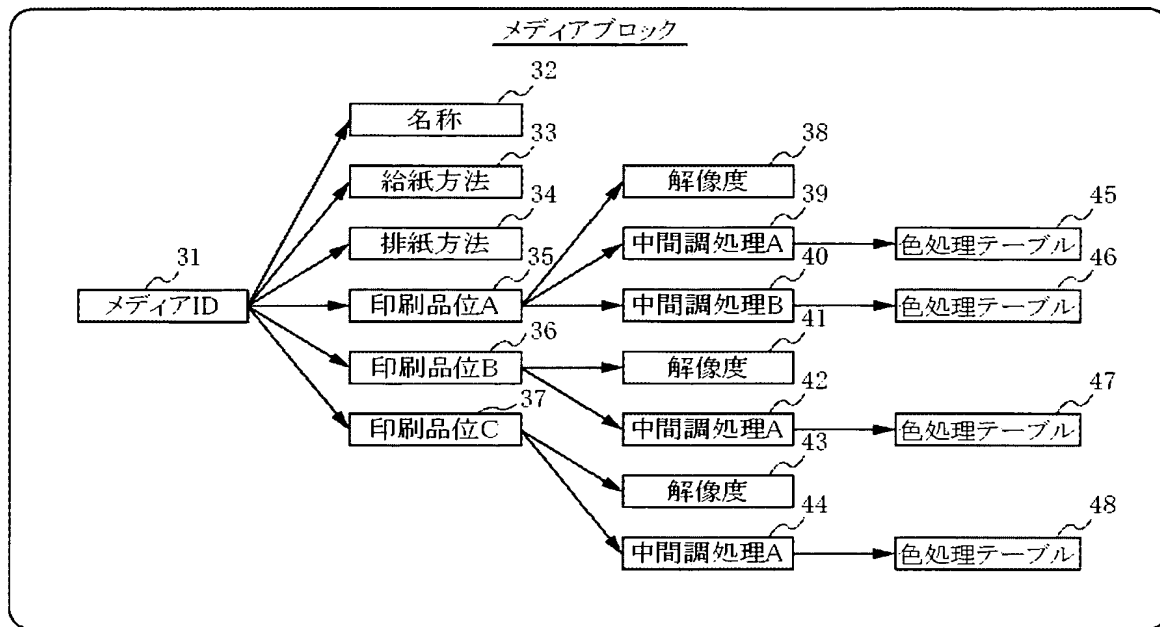 メディアブロック
32
名称
33
38
給紙方法
解像度
34
39
45
排紙方法
中間調処理A
色処理テーブル
31
35
40
46
メディアID
印刷品位A
中間調処理B
色処理テーブル
36
41
印刷品位B
解像度
37
42
47
印刷品位C
中間調処理A
色処理テーブル
43
解像度
44
48
中間調処理A
色処理テーブル